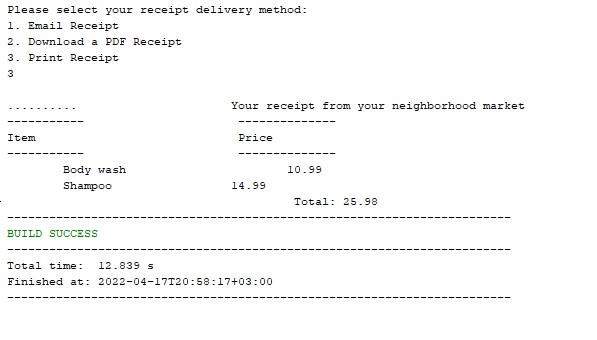 Please select your receipt delivery method:
1. Email Receipt
2. Download a PDF Receipt
3. Print Receipt
3
.......... Your receipt from your neighborhood market
----------- --------------
Item Price
----------- --------------
Body wash 10.99
Shampoo 14.99
Total: 25.98
------------------------------------------------------------------------
BUILD SUCCESS
------------------------------------------------------------------------
Total time: 12.839 s
Finished at: 2022-04-17T20:58:17+03:00
------------------------------------------------------------------------